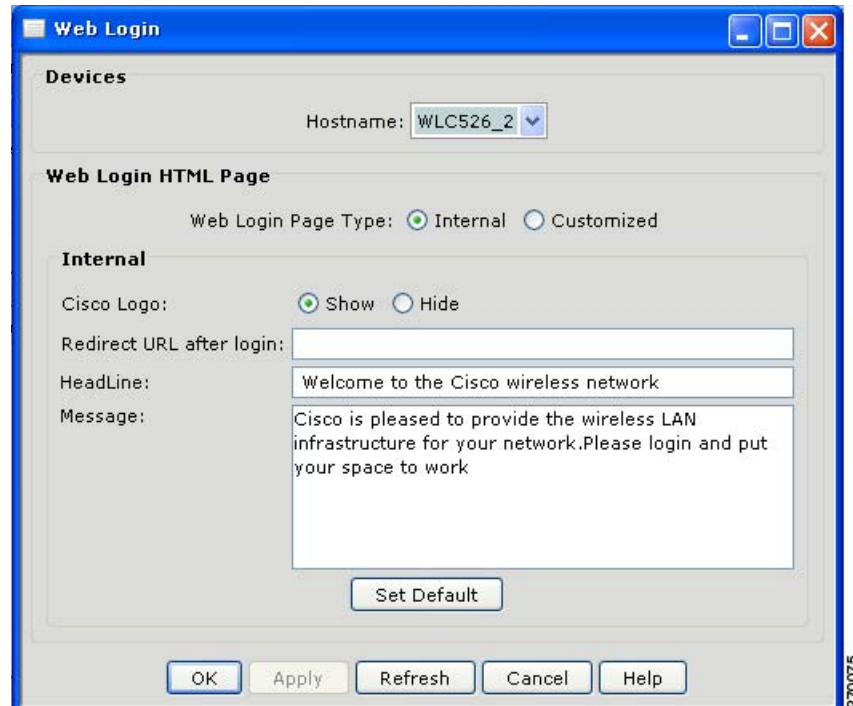 Web Login
Devices
Hostname: WLC526_2
Web Login HTML Page
Web Login Page Type: Internal Customized
Internal
Cisco Logo: Show Hide
Redirect URL after login:
HeadLine: Welcome to the Cisco wireless network
Message: Cisco is pleased to provide the wireless LAN
infrastructure for your network.Please login and put
your space to work
Set Default
OK Apply Refresh Cancel Help